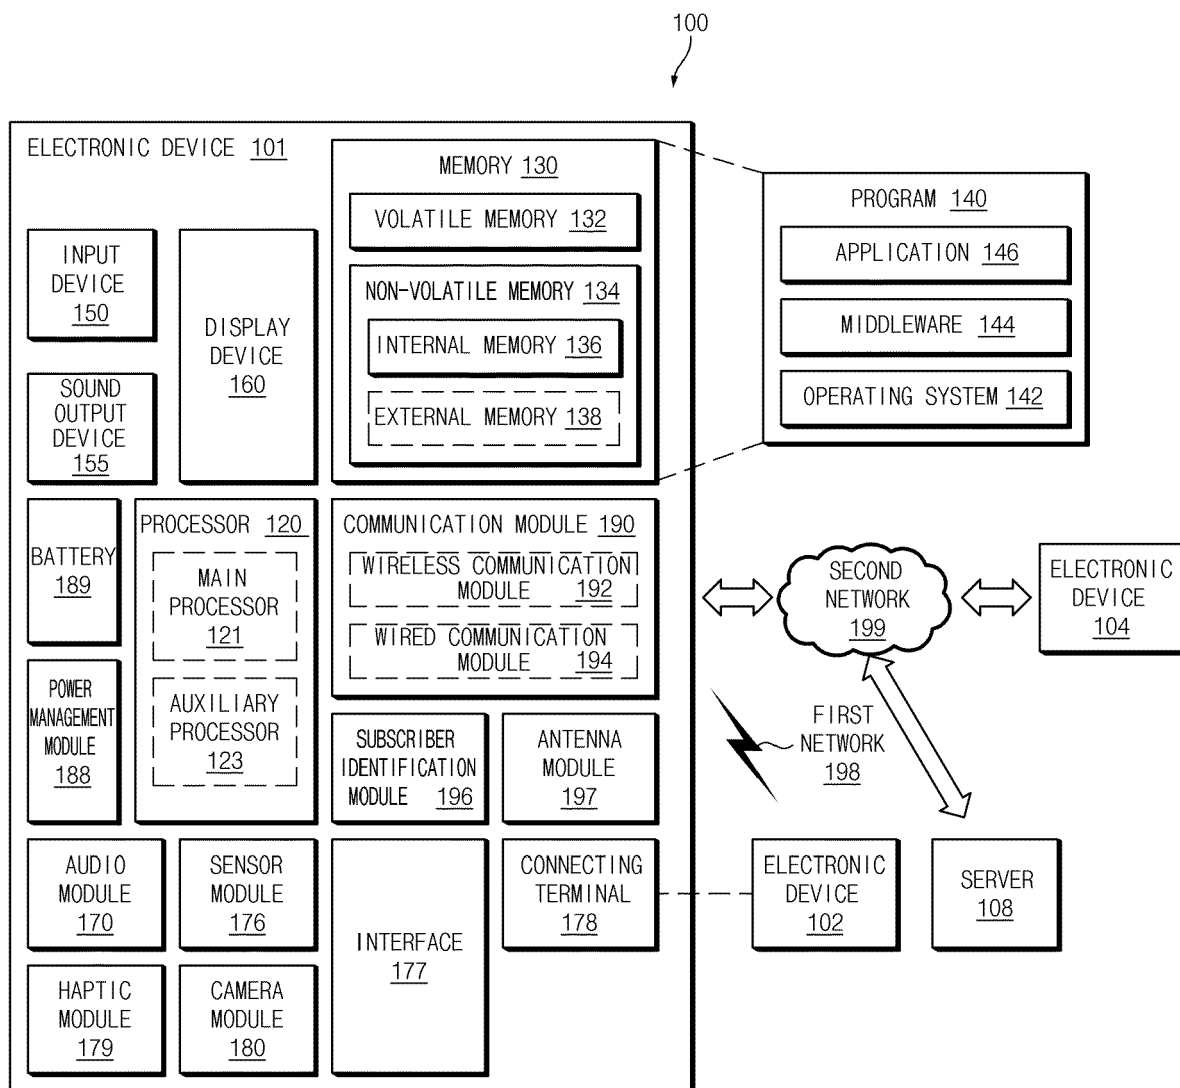 100
ELECTRONIC DEVICE 101
MEMORY 130
VOLATILE MEMORY 132
NON-VOLATILE MEMORY 134
INTERNAL MEMORY 136
EXTERNAL MEMORY 138
PROGRAM 140
APPLICATION 146
MIDDLEWARE 144
OPERATING SYSTEM 142
INPUT
DEVICE
150
DISPLAY
DEVICE
160
SOUND
OUTPUT
DEVICE
155
BATTERY
189
PROCESSOR 120
MAIN
PROCESSOR
121
AUXILIARY
PROCESSOR
123
COMMUNICATION MODULE 190
WIRELESS COMMUNICATION
MODULE 192
WIRED COMMUNICATION
MODULE 194
SECOND
NETWORK
199
ELECTRONIC
DEVICE
104
POWER
MANAGEMENT
MODULE
188
SUBSCRIBER
IDENTIFICATION
MODULE 196
ANTENNA
MODULE
197
FIRST
NETWORK
198
AUDIO
MODULE
170
SENSOR
MODULE
176
INTERFACE
177
CONNECTING
TERMINAL
178
ELECTRONIC
DEVICE
102
SERVER
108
HAPTIC
MODULE
179
CAMERA
MODULE
180